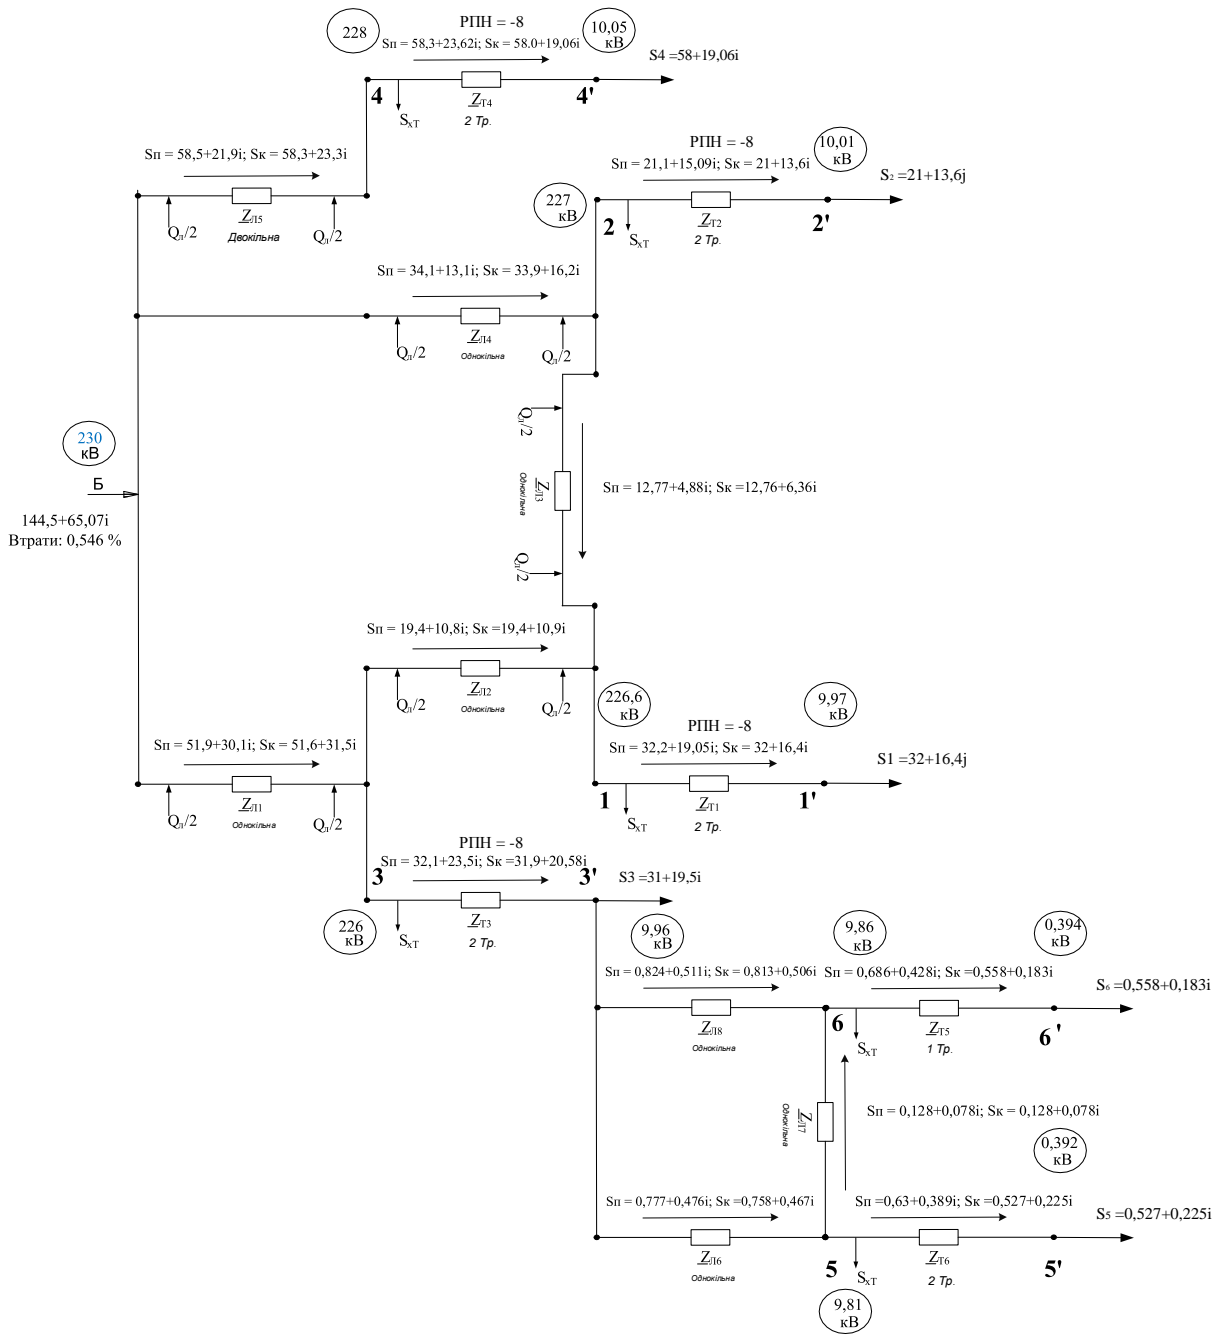 РПН = -8
228
10,05
кВ
Sп = 58,3+23,62i; Sк = 58.0+19,06i
S4 =58+19,06i
4
4'
SхТ
ZТ4
2 Тр.
Sп = 58,5+21,9i; Sк = 58,3+23,3i
Qл/2
ZЛ5
Двокільна
Qл/2
РПН = -8
10,01
кВ
Sп = 21,1+15,09i; Sк = 21+13,6i
S2 =21+13,6j
227
кВ
2
2'
SхТ
ZТ2
2 Тр.
Sп = 34,1+13,1i; Sк = 33,9+16,2i
ZЛ4
Однокільна
Qл/2
Qл/2
Qл/2
230
кВ
Б
144,5+65,07i
Втрати: 0,546 %
ZЛ3
Однокільна
Sп = 12,77+4,88i; Sк =12,76+6,36i
Qл/2
Sп = 19,4+10,8i; Sк =19,4+10,9i
ZЛ2
Однокільна
Qл/2
Qл/2
226,6
кВ
9,97
кВ
РПН = -8
Sп = 51,9+30,1i; Sк = 51,6+31,5i
Sп = 32,2+19,05i; Sк = 32+16,4i
S1 =32+16,4j
1
1'
SхТ
ZТ1
2 Тр.
Qл/2
ZЛ1
Однокільна
Qл/2
РПН = -8
Sп = 32,1+23,5i; Sк = 31,9+20,58i
3
3'
S3 =31+19,5i
226
кВ
SхТ
ZТ3
2 Тр.
9,96
кВ
9,86
кВ
0,394
кВ
Sп = 0,824+0,511i; Sк = 0,813+0,506i
Sп = 0,686+0,428i; Sк =0,558+0,183i
S6 =0,558+0,183i
ZЛ8
Однокільна
6
SхТ
ZТ5
1 Тр.
6'
ZЛ7
Однокільна
Sп = 0,128+0,078i; Sк = 0,128+0,078i
0,392
кВ
Sп = 0,777+0,476i; Sк =0,758+0,467i
Sп =0,63+0,389i; Sк =0,527+0,225i
S5 =0,527+0,225i
ZЛ6
Однокільна
5
SхТ
ZТ6
2 Тр.
5'
9,81
кВ